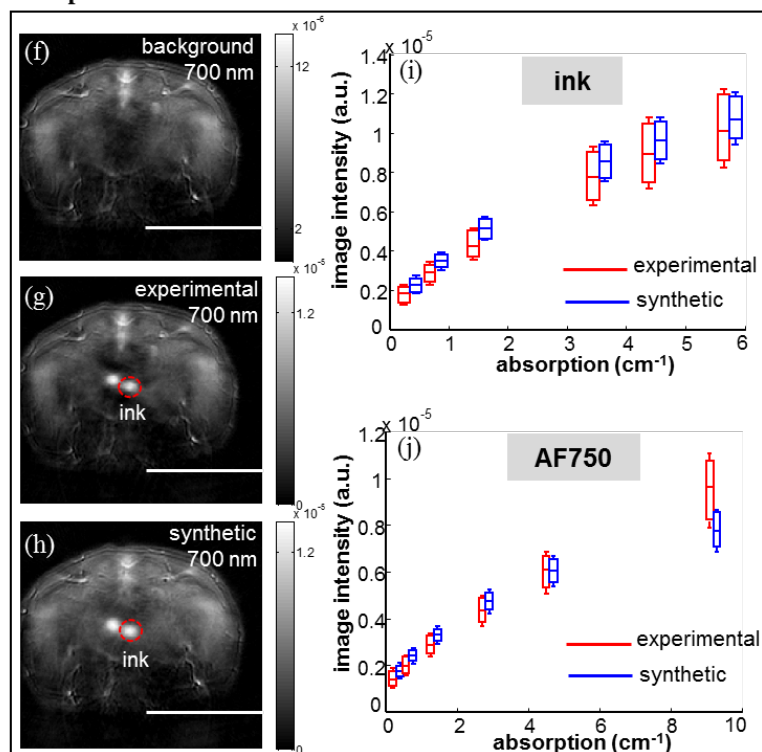 (f)
background
700 nm
x 10⁻⁶
12
2
(g)
experimental
700 nm
ink
x 10⁻⁵
1.2
0
(h)
synthetic
700 nm
ink
x 10⁻⁵
1.2
0
(i)
x 10⁻⁵
ink
1.4
1.2
1.0
0.8
0.6
0.4
0.2
0
image intensity (a.u.)
experimental
synthetic
0 1 2 3 4 5 6
absorption (cm⁻¹)
(j)
x 10⁻⁵
AF750
1.2
1.0
0.8
0.6
0.4
0.2
0
image intensity (a.u.)
experimental
synthetic
0 2 4 6 8 10
absorption (cm⁻¹)